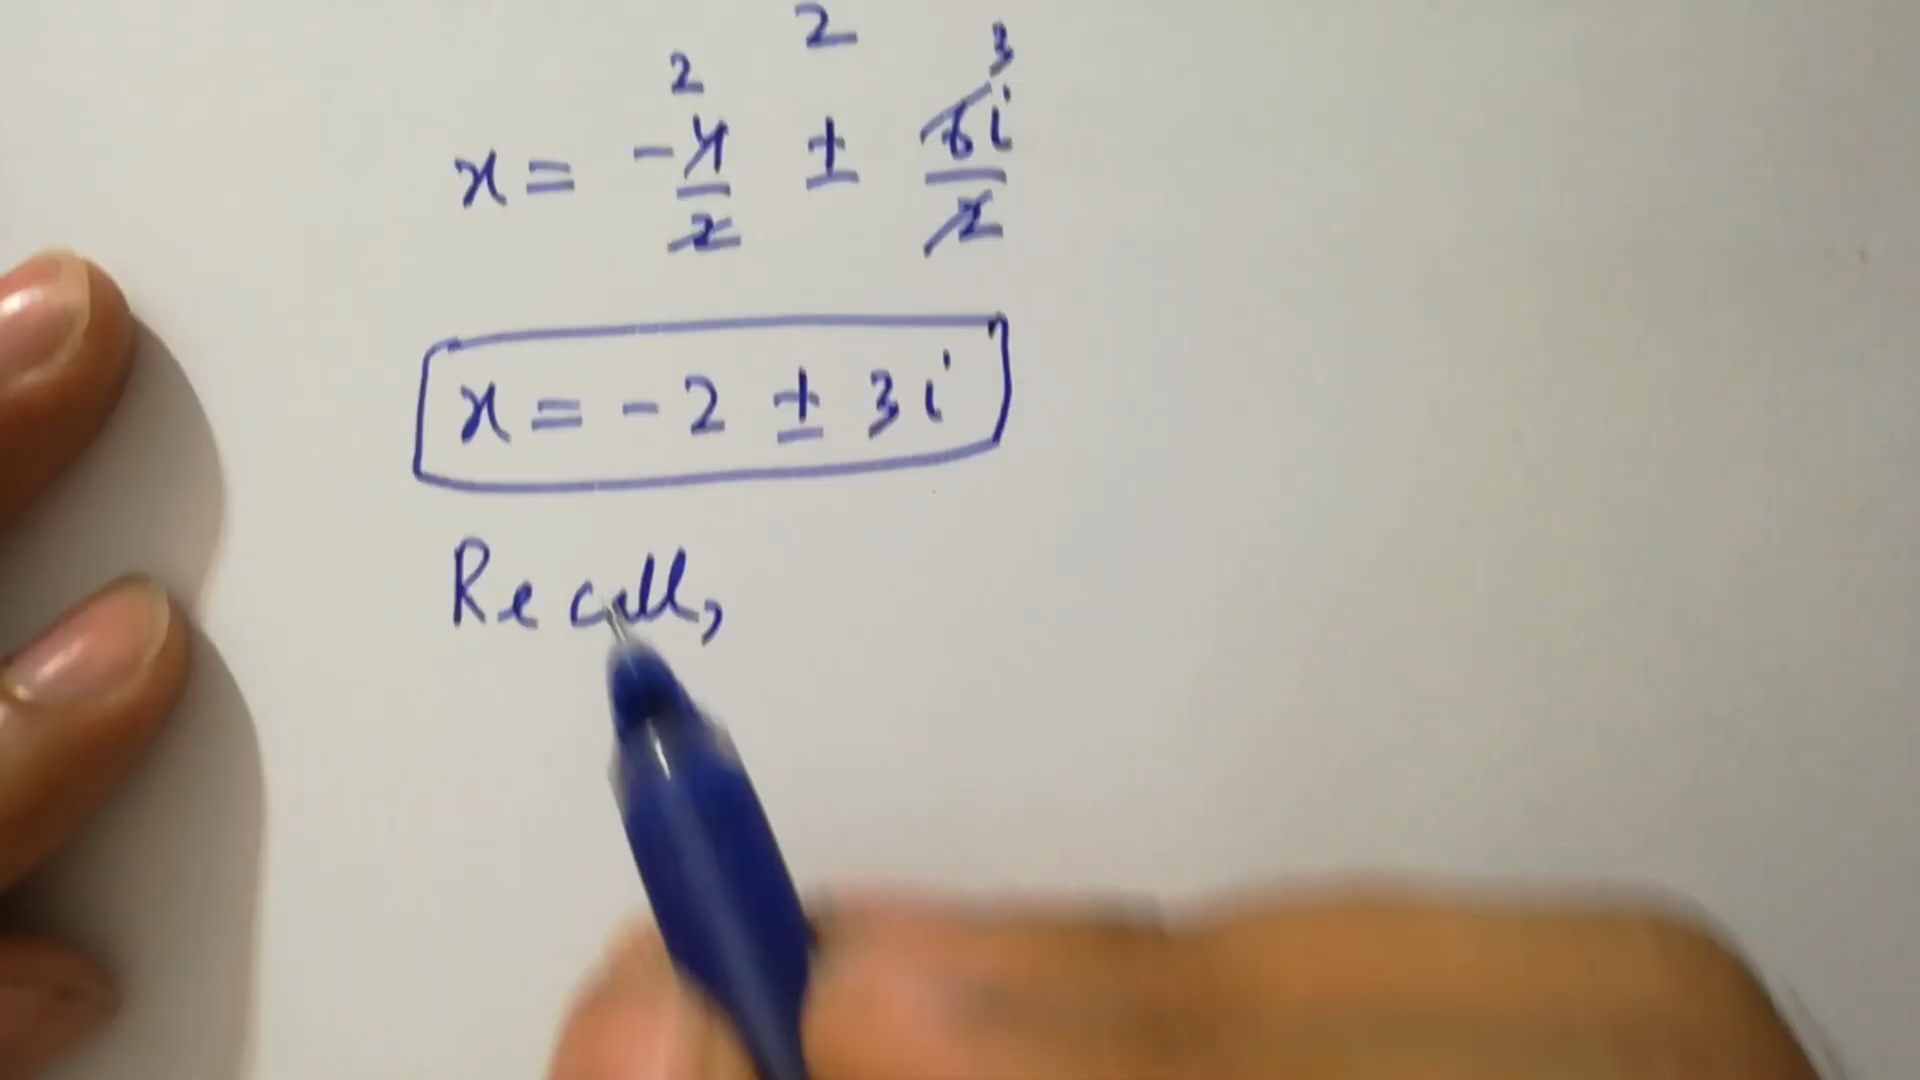 2
2 3
x = -4/2 ± 6i/2
x = -2 ± 3i
Recall,